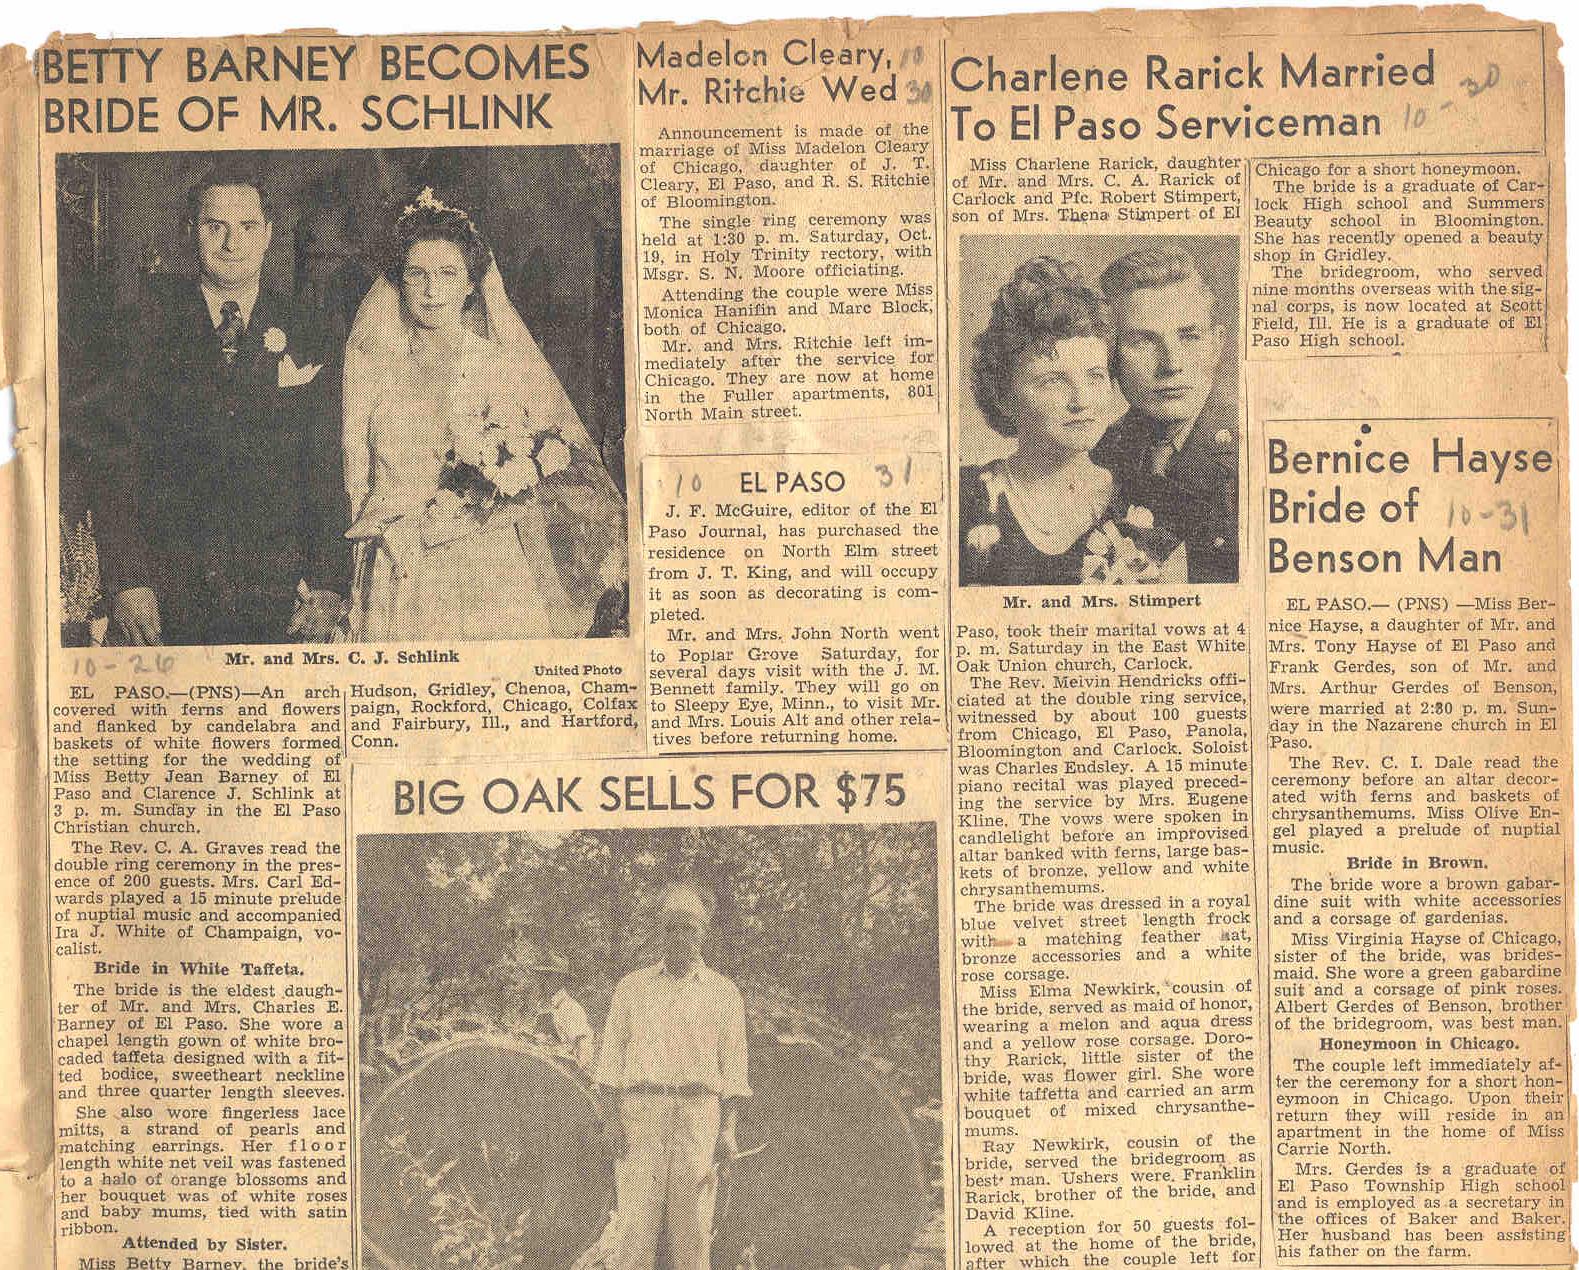 BETTY BARNEY BECOMES
BRIDE OF MR. SCHLINK
10-26
Mr. and Mrs. C. J. Schlink
United Photo
EL PASO.—(PNS)—An arch
covered with ferns and flowers
and flanked by candelabra and
baskets of white flowers formed
the setting for the wedding of
Miss Betty Jean Barney of El
Paso and Clarence J. Schlink at
3 p. m. Sunday in the El Paso
Christian church.
The Rev. C. A. Graves read the
double ring ceremony in the pres-
ence of 200 guests. Mrs. Carl Ed-
wards played a 15 minute prelude
of nuptial music and accompanied
Ira J. White of Champaign, vo-
calist.
Bride in White Taffeta.
The bride is the eldest daugh-
ter of Mr. and Mrs. Charles E.
Barney of El Paso. She wore a
chapel length gown of white bro-
caded taffeta designed with a fit-
ted bodice, sweetheart neckline
and three quarter length sleeves.
She also wore fingerless lace
mitts, a strand of pearls and
matching earrings. Her floor
length white net veil was fastened
to a halo of orange blossoms and
her bouquet was of white roses
and baby mums, tied with satin
ribbon.
Attended by Sister.
Miss Betty Barney, the bride's
Hudson, Gridley, Chenoa, Cham-
paign, Rockford, Chicago, Colfax
and Fairbury, Ill., and Hartford,
Conn.
Madelon Cleary, 10
Mr. Ritchie Wed 30
Announcement is made of the
marriage of Miss Madelon Cleary
of Chicago, daughter of J. T.
Cleary, El Paso, and R. S. Ritchie
of Bloomington.
The single ring ceremony was
held at 1:30 p. m. Saturday, Oct.
19, in Holy Trinity rectory, with
Msgr. S. N. Moore officiating.
Attending the couple were Miss
Monica Hanifin and Marc Block,
both of Chicago.
Mr. and Mrs. Ritchie left im-
mediately after the service for
Chicago. They are now at home
in the Fuller apartments, 801
North Main street.
10 EL PASO 31
J. F. McGuire, editor of the El
Paso Journal, has purchased the
residence on North Elm street
from J. T. King, and will occupy
it as soon as decorating is com-
pleted.
Mr. and Mrs. John North went
to Poplar Grove Saturday, for
several days visit with the J. M.
Bennett family. They will go on
to Sleepy Eye, Minn., to visit Mr.
and Mrs. Louis Alt and other rela-
tives before returning home.
BIG OAK SELLS FOR $75
Charlene Rarick Married
To El Paso Serviceman 10-30
Miss Charlene Rarick, daughter
of Mr. and Mrs. C. A. Rarick of
Carlock and Pfc. Robert Stimpert,
son of Mrs. Thena Stimpert of El
Mr. and Mrs. Stimpert
Paso, took their marital vows at 4
p. m. Saturday in the East White
Oak Union church, Carlock.
The Rev. Melvin Hendricks offi-
ciated at the double ring service,
witnessed by about 100 guests
from Chicago, El Paso, Panola,
Bloomington and Carlock. Soloist
was Charles Endsley. A 15 minute
piano recital was played preced-
ing the service by Mrs. Eugene
Kline. The vows were spoken in
candlelight before an improvised
altar banked with ferns, large bas-
kets of bronze, yellow and white
chrysanthemums.
The bride was dressed in a royal
blue velvet street length frock
with a matching feather hat,
bronze accessories and a white
rose corsage.
Miss Elma Newkirk, cousin of
the bride, served as maid of honor,
wearing a melon and aqua dress
and a yellow rose corsage. Doro-
thy Rarick, little sister of the
bride, was flower girl. She wore
white taffetta and carried an arm
bouquet of mixed chrysanthe-
mums.
Ray Newkirk, cousin of the
bride, served the bridegroom as
best man. Ushers were. Franklin
Rarick, brother of the bride, and
David Kline.
A reception for 50 guests fol-
lowed at the home of the bride,
after which the couple left for
Chicago for a short honeymoon.
The bride is a graduate of Car-
lock High school and Summers
Beauty school in Bloomington.
She has recently opened a beauty
shop in Gridley.
The bridegroom, who served
nine months overseas with the sig-
nal corps, is now located at Scott
Field, Ill. He is a graduate of El
Paso High school.
Bernice Hayse
Bride of 10-31
Benson Man
EL PASO.— (PNS) —Miss Ber-
nice Hayse, a daughter of Mr. and
Mrs. Tony Hayse of El Paso and
Frank Gerdes, son of Mr. and
Mrs. Arthur Gerdes of Benson,
were married at 2:30 p. m. Sun-
day in the Nazarene church in El
Paso.
The Rev. C. I. Dale read the
ceremony before an altar decor-
ated with ferns and baskets of
chrysanthemums. Miss Olive En-
gel played a prelude of nuptial
music.
Bride in Brown.
The bride wore a brown gabar-
dine suit with white accessories
and a corsage of gardenias.
Miss Virginia Hayse of Chicago,
sister of the bride, was brides-
maid. She wore a green gabardine
suit and a corsage of pink roses.
Albert Gerdes of Benson, brother
of the bridegroom, was best man.
Honeymoon in Chicago.
The couple left immediately af-
ter the ceremony for a short hon-
eymoon in Chicago. Upon their
return they will reside in an
apartment in the home of Miss
Carrie North.
Mrs. Gerdes is a graduate of
El Paso Township High school
and is employed as a secretary in
the offices of Baker and Baker.
Her husband has been assisting
his father on the farm.